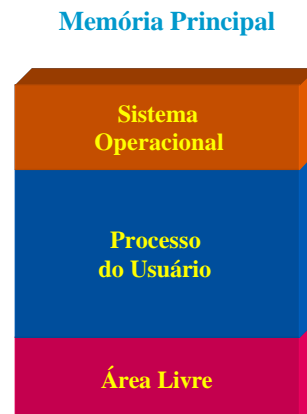 Memória Principal
Sistema
Operacional
Processo
do Usuário
Área Livre